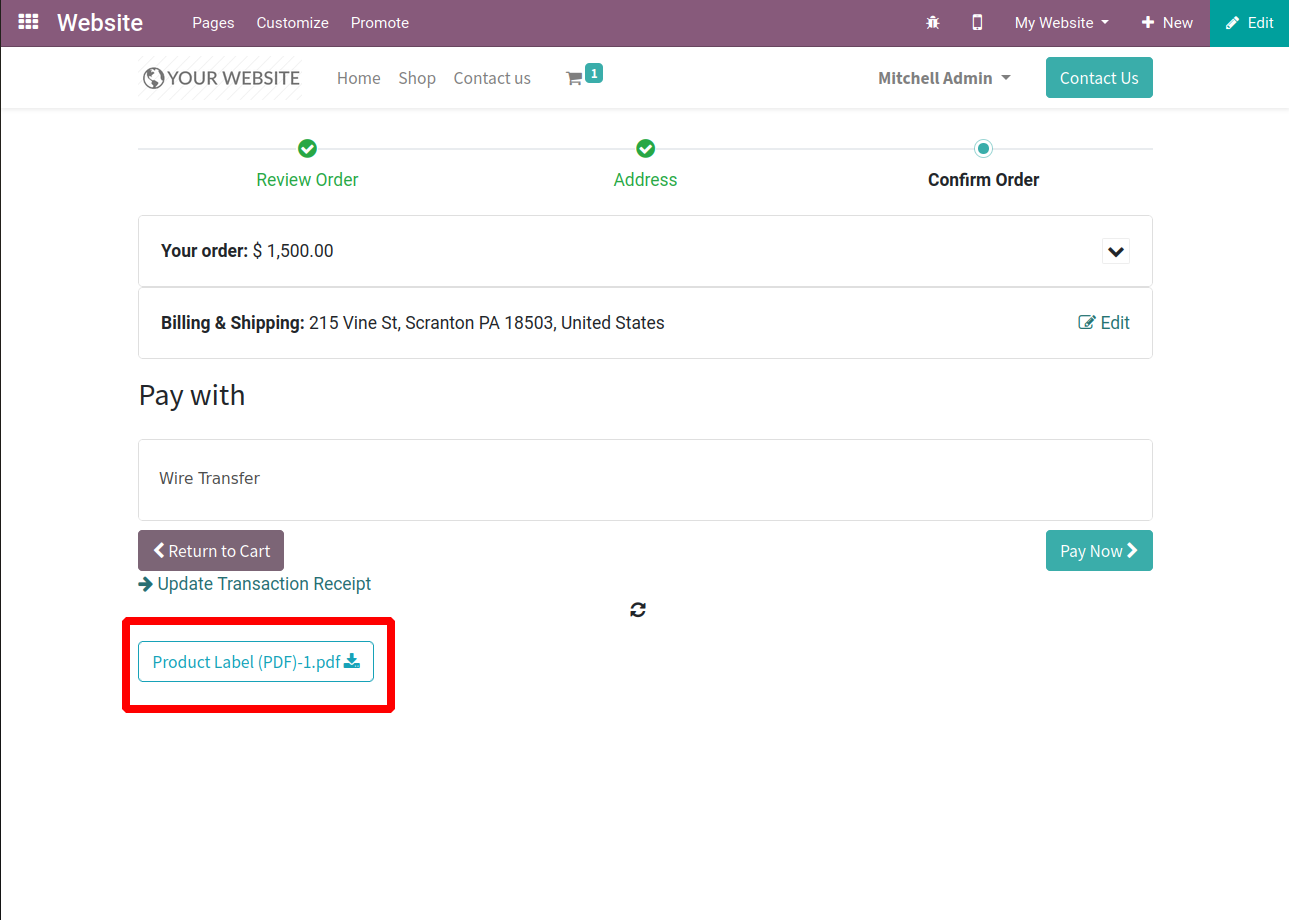 Website Pages Customize Promote My Website New Edit
YOUR WEBSITE Home Shop Contact us 1 Mitchell Admin Contact Us
Review Order Address Confirm Order
Your order: $ 1,500.00
Billing & Shipping: 215 Vine St, Scranton PA 18503, United States Edit
Pay with
Wire Transfer
Return to Cart Pay Now
Update Transaction Receipt
Product Label (PDF)-1.pdf